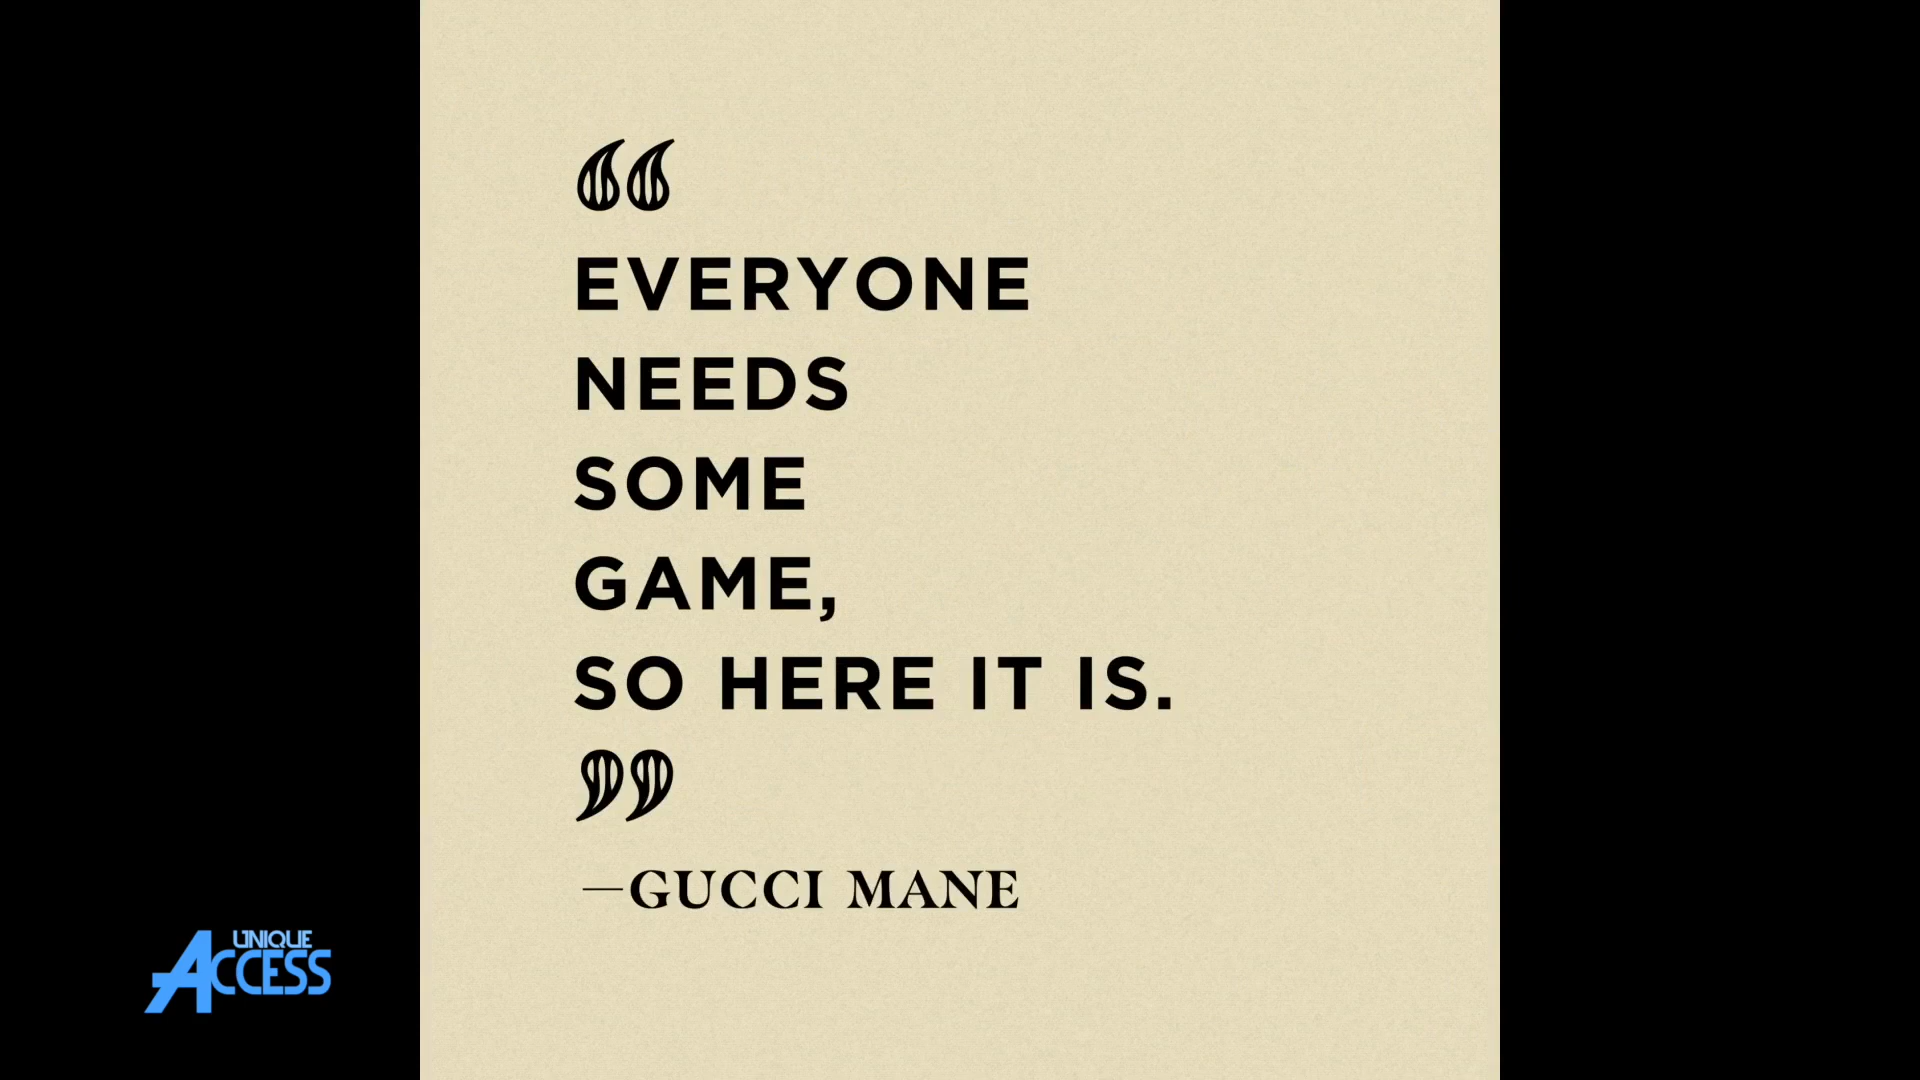 “
EVERYONE
NEEDS
SOME
GAME,
SO HERE IT IS.
”
—GUCCI MANE
UNIQUE
ACCESS